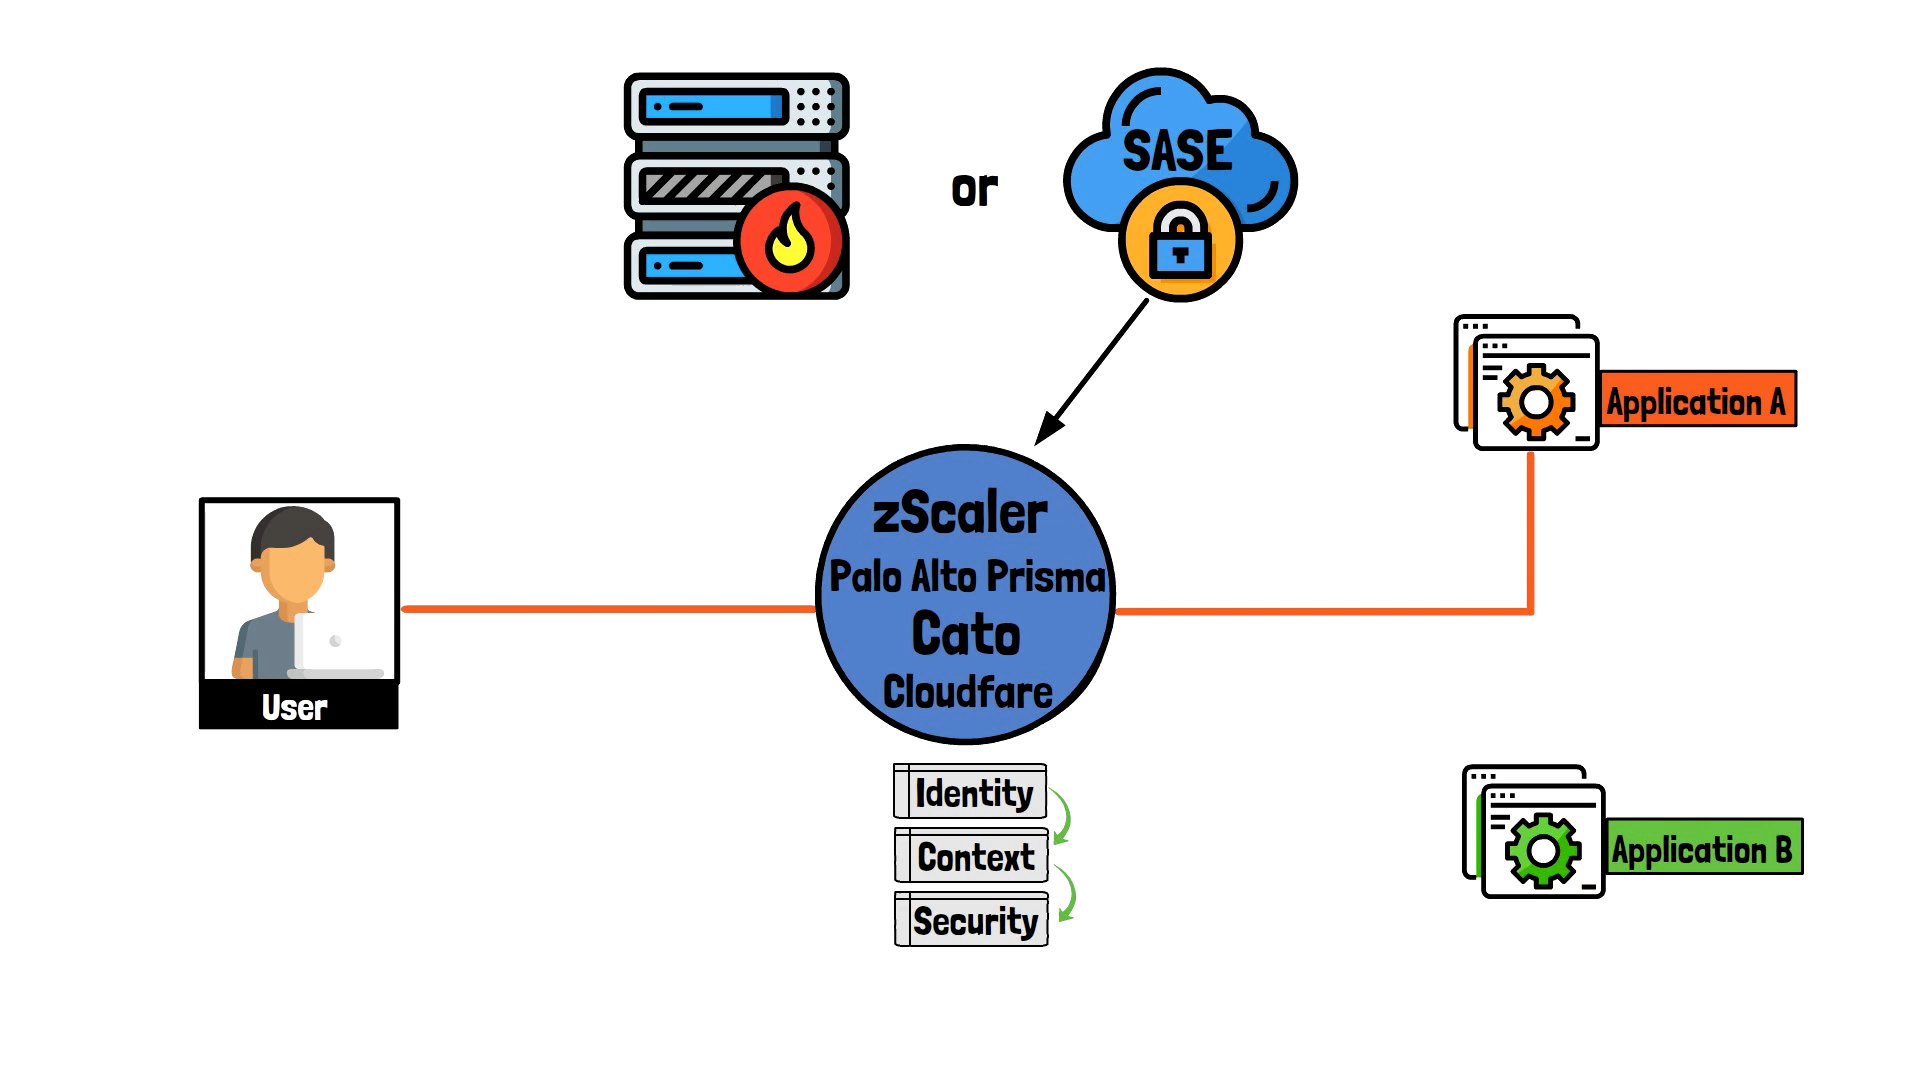 SASE
or
Application A
zScaler
Palo Alto Prisma
Cato
Cloudfare
User
Identity
Context
Security
Application B